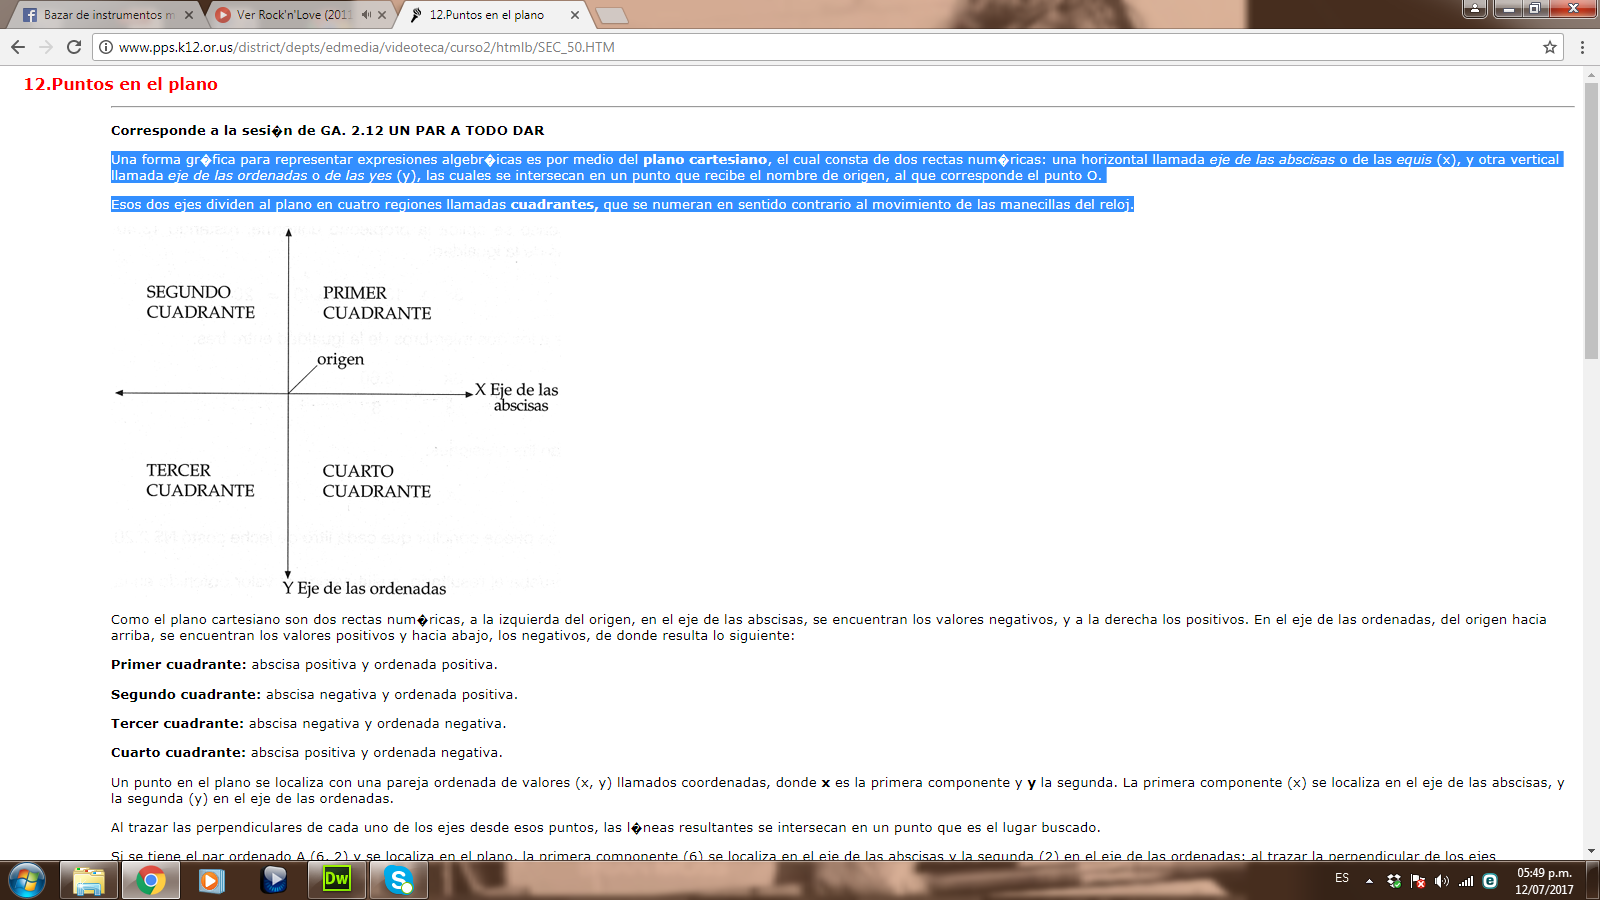 Bazar de instrumentos m
Ver Rock'n'Love (2011
12.Puntos en el plano
www.pps.k12.or.us/district/depts/edmedia/videoteca/curso2/htmlb/SEC_50.HTM
12.Puntos en el plano
Corresponde a la sesi�n de GA. 2.12 UN PAR A TODO DAR
Una forma gr�fica para representar expresiones algebr�icas es por medio del plano cartesiano, el cual consta de dos rectas num�ricas: una horizontal llamada eje de las abscisas o de las equis (x), y otra vertical
llamada eje de las ordenadas o de las yes (y), las cuales se intersecan en un punto que recibe el nombre de origen, al que corresponde el punto O.
Esos dos ejes dividen al plano en cuatro regiones llamadas cuadrantes, que se numeran en sentido contrario al movimiento de las manecillas del reloj.
SEGUNDO
CUADRANTE
PRIMER
CUADRANTE
origen
X Eje de las
abscisas
TERCER
CUADRANTE
CUARTO
CUADRANTE
Y Eje de las ordenadas
Como el plano cartesiano son dos rectas num�ricas, a la izquierda del origen, en el eje de las abscisas, se encuentran los valores negativos, y a la derecha los positivos. En el eje de las ordenadas, del origen hacia
arriba, se encuentran los valores positivos y hacia abajo, los negativos, de donde resulta lo siguiente:
Primer cuadrante: abscisa positiva y ordenada positiva.
Segundo cuadrante: abscisa negativa y ordenada positiva.
Tercer cuadrante: abscisa negativa y ordenada negativa.
Cuarto cuadrante: abscisa positiva y ordenada negativa.
Un punto en el plano se localiza con una pareja ordenada de valores (x, y) llamados coordenadas, donde x es la primera componente y y la segunda. La primera componente (x) se localiza en el eje de las abscisas, y
la segunda (y) en el eje de las ordenadas.
Al trazar las perpendiculares de cada uno de los ejes desde esos puntos, las l�neas resultantes se intersecan en un punto que es el lugar buscado.
Si se tiene el par ordenado A (6, 2) y se localiza en el plano, la primera componente (6) se localiza en el eje de las abscisas y la segunda (2) en el eje de las ordenadas; al trazar la perpendicular de los ejes
Dw
ES
05:49 p.m.
12/07/2017